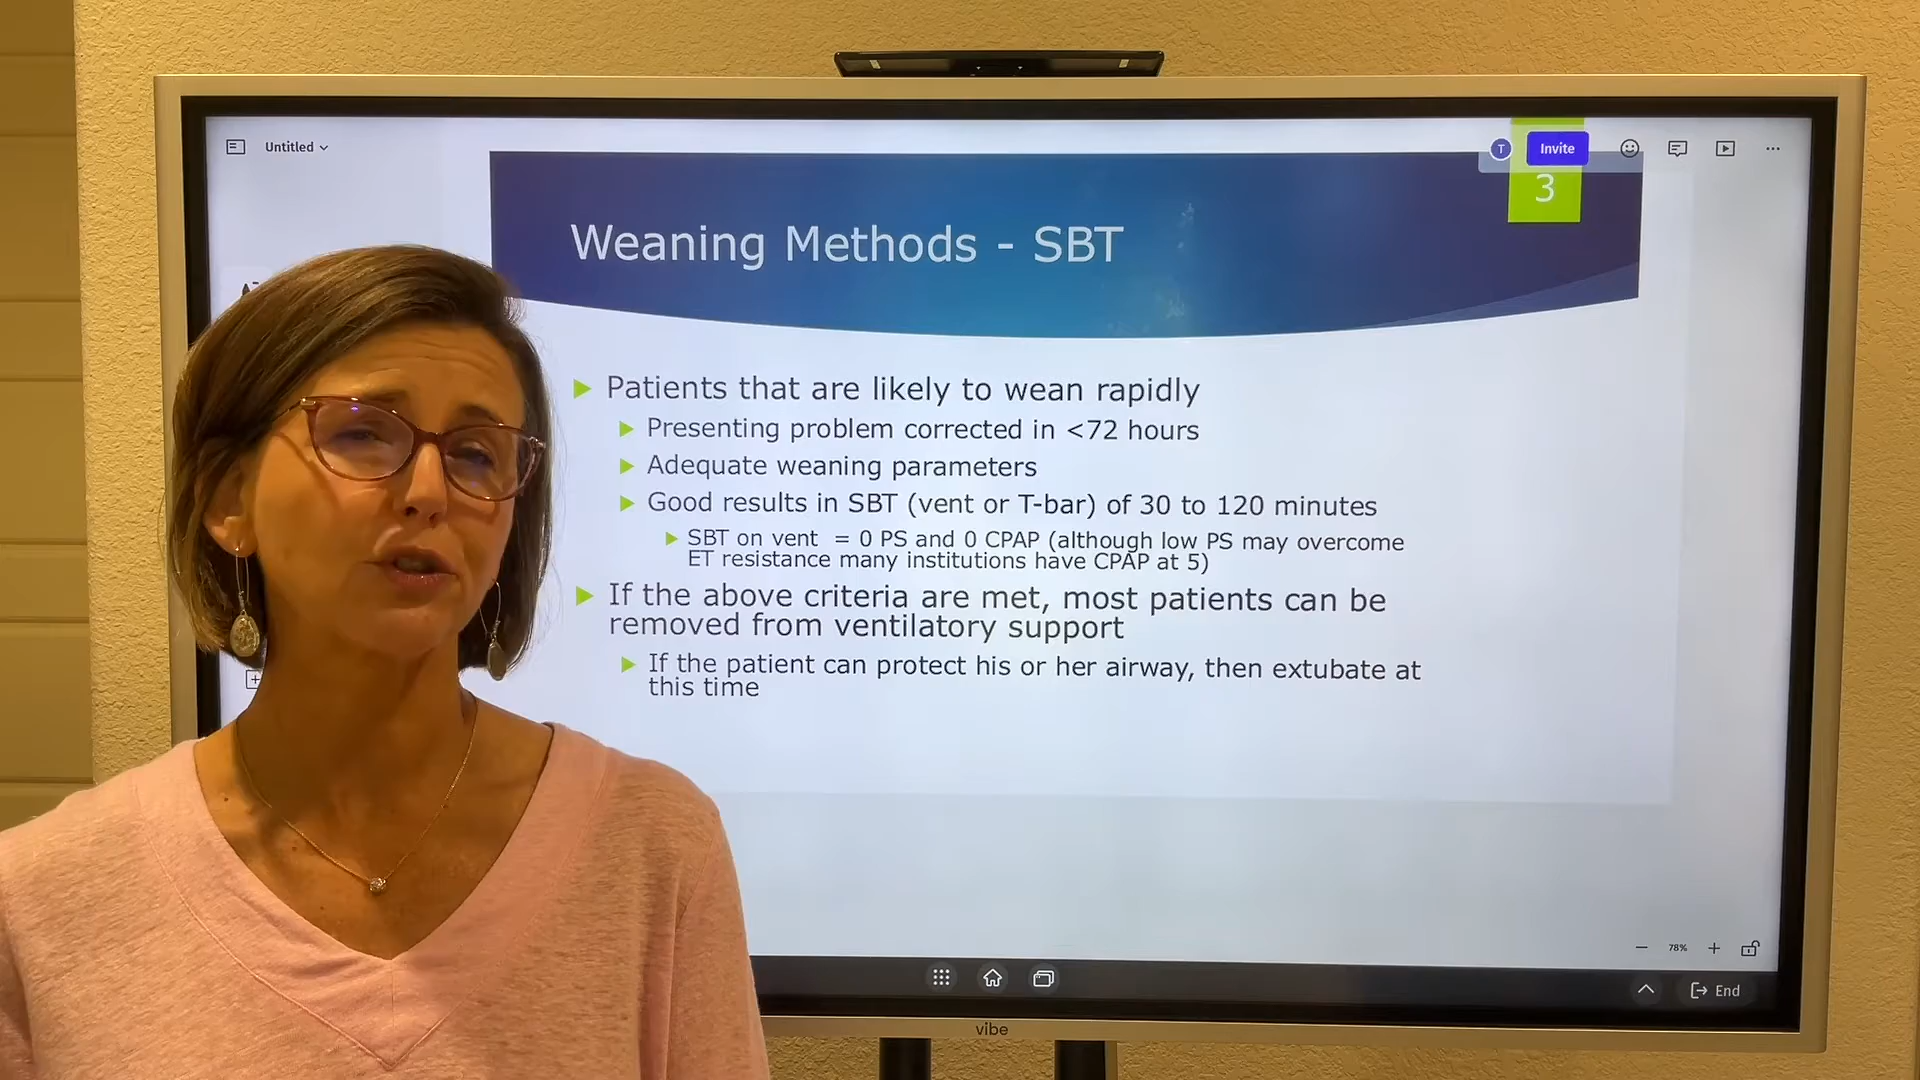 Untitled
T
Invite
3
Weaning Methods - SBT
Patients that are likely to wean rapidly
Presenting problem corrected in <72 hours
Adequate weaning parameters
Good results in SBT (vent or T-bar) of 30 to 120 minutes
SBT on vent = 0 PS and 0 CPAP (although low PS may overcome
ET resistance many institutions have CPAP at 5)
If the above criteria are met, most patients can be
removed from ventilatory support
If the patient can protect his or her airway, then extubate at
this time
78%
End
vibe